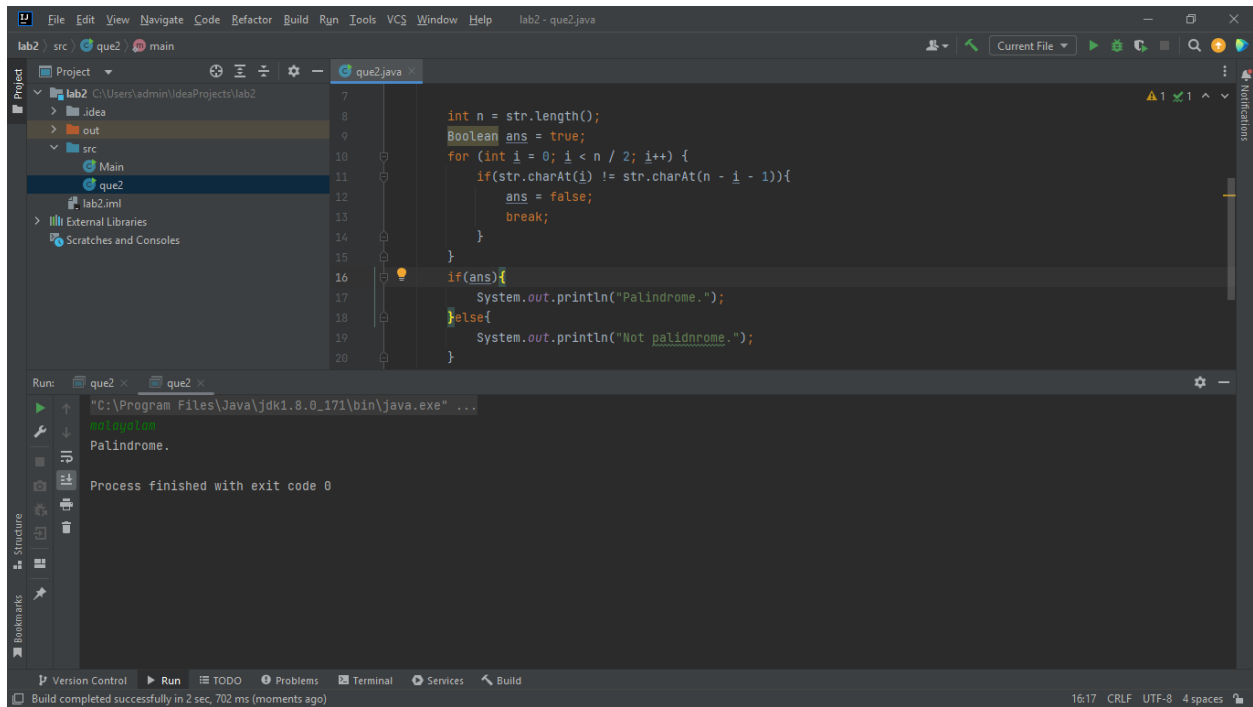 File Edit View Navigate Code Refactor Build Run Tools VCS Window Help lab2 - que2.java
lab2 src que2 main
Current File
Project
Project
que2.java
Notifications
lab2 C:\Users\admin\IdeaProjects\lab2
.idea
out
src
Main
que2
lab2.iml
External Libraries
Scratches and Consoles
1 1
7
8 int n = str.length();
9 Boolean ans = true;
10 for (int i = 0; i < n / 2; i++) {
11 if(str.charAt(i) != str.charAt(n - i - 1)){
12 ans = false;
13 break;
14 }
15 }
16 if(ans){
17 System.out.println("Palindrome.");
18 }else{
19 System.out.println("Not palidnrome.");
20 }
Run: que2 que2
"C:\Program Files\Java\jdk1.8.0_171\bin\java.exe" ...
malayalam
Palindrome.
Process finished with exit code 0
Structure
Bookmarks
Version Control Run TODO Problems Terminal Services Build
Build completed successfully in 2 sec, 702 ms (moments ago) 16:17 CRLF UTF-8 4 spaces